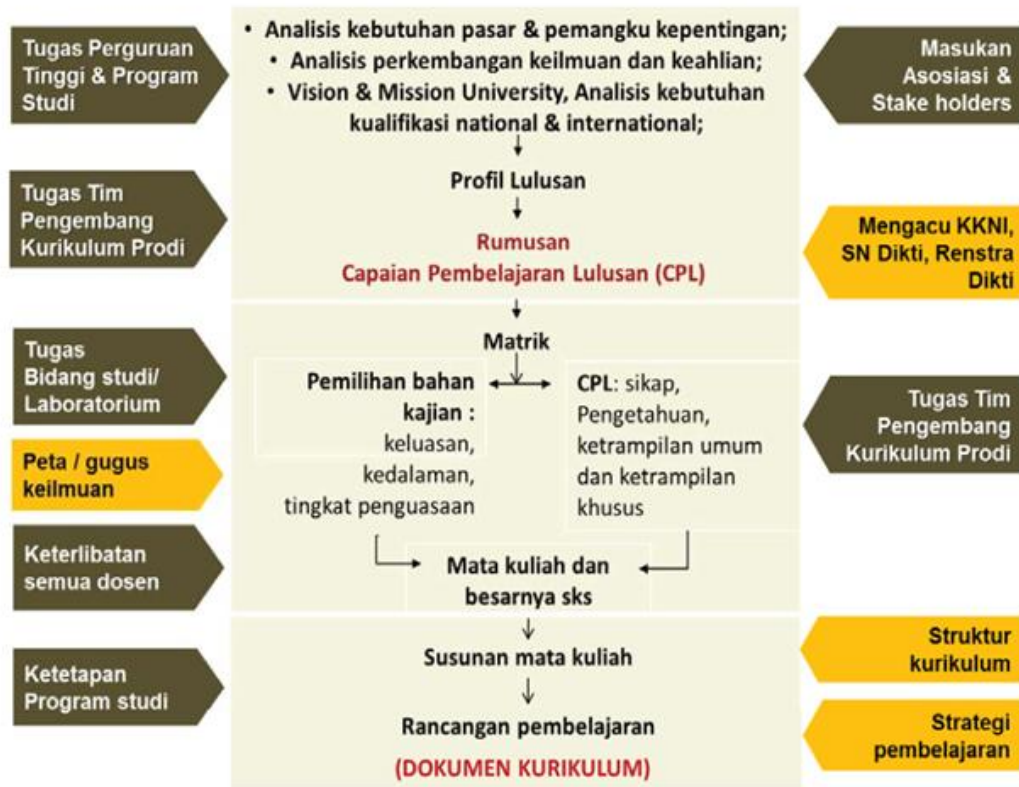 Tugas Perguruan
Tinggi & Program
Studi
• Analisis kebutuhan pasar & pemangku kepentingan;
• Analisis perkembangan keilmuan dan keahlian;
• Vision & Mission University, Analisis kebutuhan
kualifikasi national & international;
Masukan
Asosiasi &
Stake holders
Tugas Tim
Pengembang
Kurikulum Prodi
Profil Lulusan
Rumusan
Capaian Pembelajaran Lulusan (CPL)
Mengacu KKNI,
SN Dikti, Renstra
Dikti
Tugas
Bidang studi/
Laboratorium
Peta / gugus
keilmuan
Keterlibatan
semua dosen
Matrik
Pemilihan bahan
kajian :
keluasan,
kedalaman,
tingkat penguasaan
CPL: sikap,
Pengetahuan,
ketrampilan umum
dan ketrampilan
khusus
Tugas Tim
Pengembang
Kurikulum Prodi
Mata kuliah dan
besarnya sks
Ketetapan
Program studi
Susunan mata kuliah
Rancangan pembelajaran
(DOKUMEN KURIKULUM)
Struktur
kurikulum
Strategi
pembelajaran